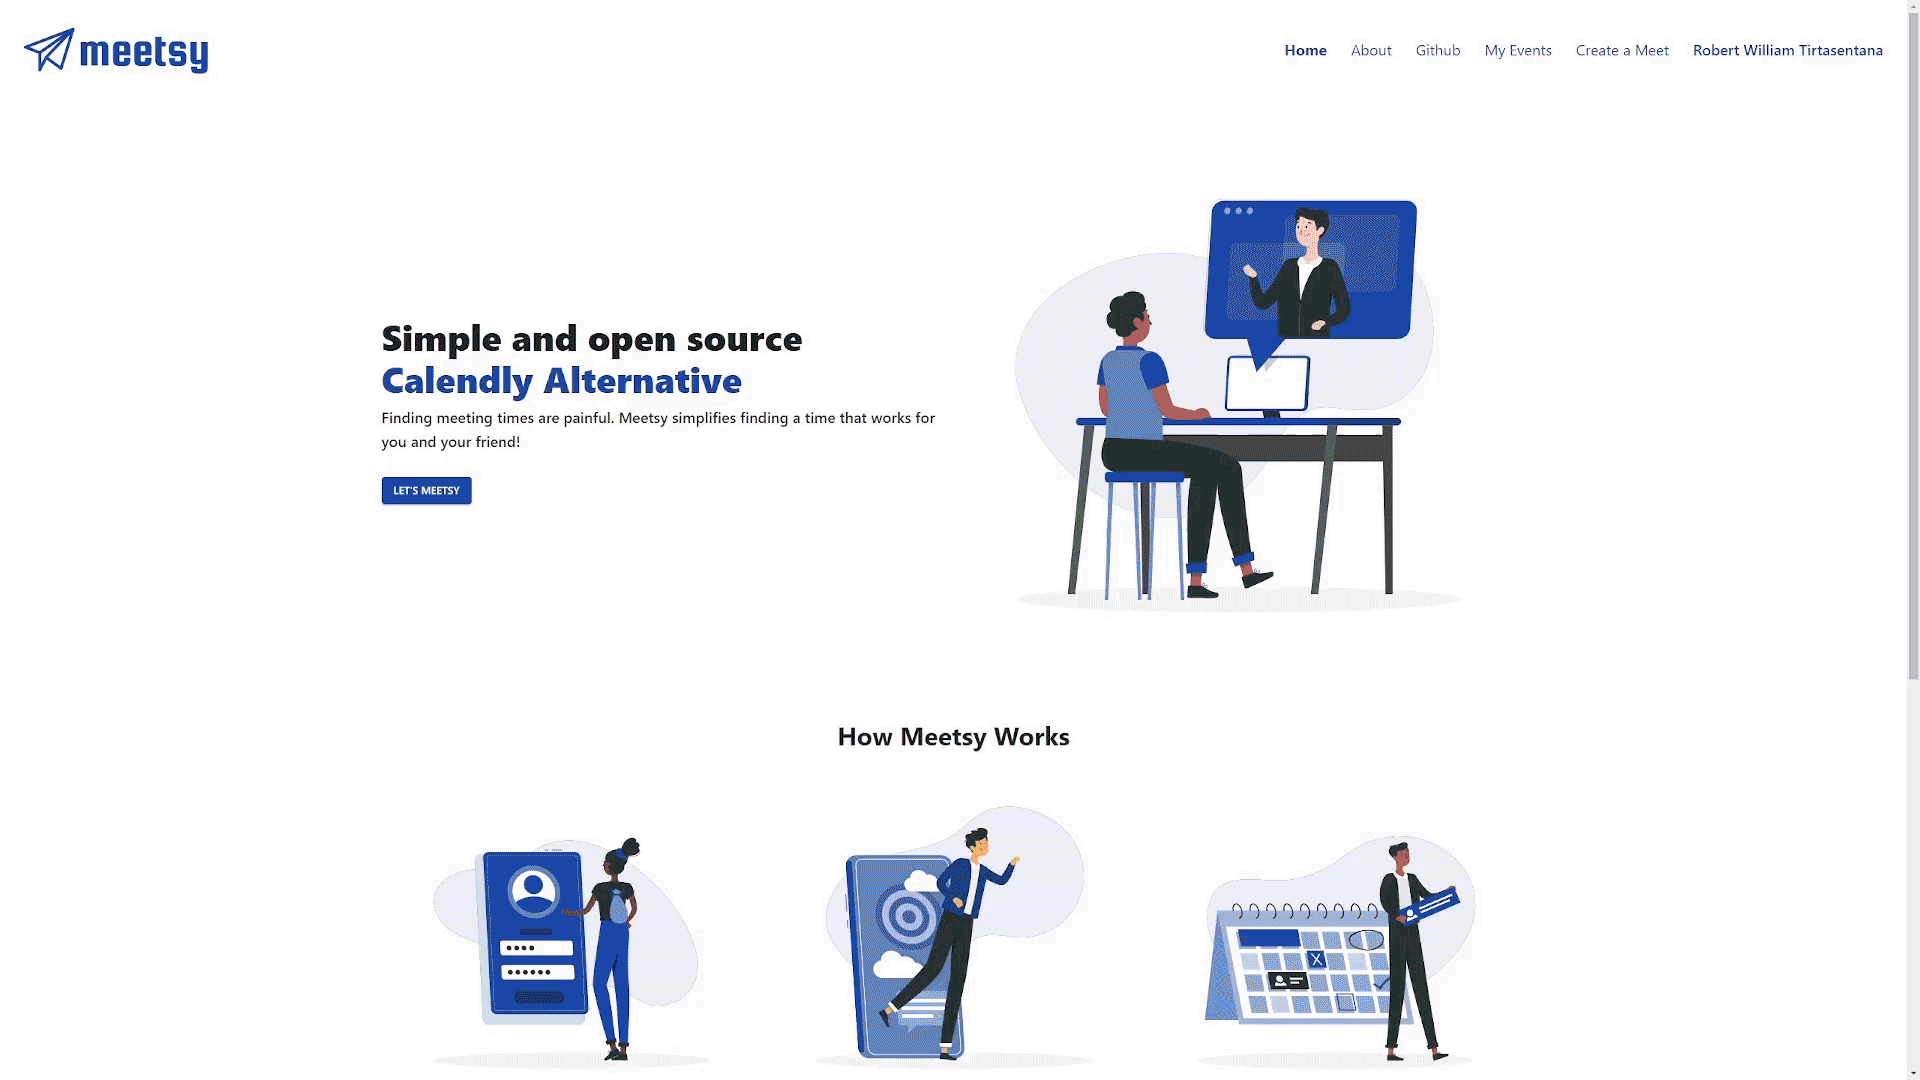 meetsy
Home About Github My Events Create a Meet Robert William Tirtasentana
Simple and open source
Calendly Alternative
Finding meeting times are painful. Meetsy simplifies finding a time that works for
you and your friend!
LET'S MEETSY
How Meetsy Works